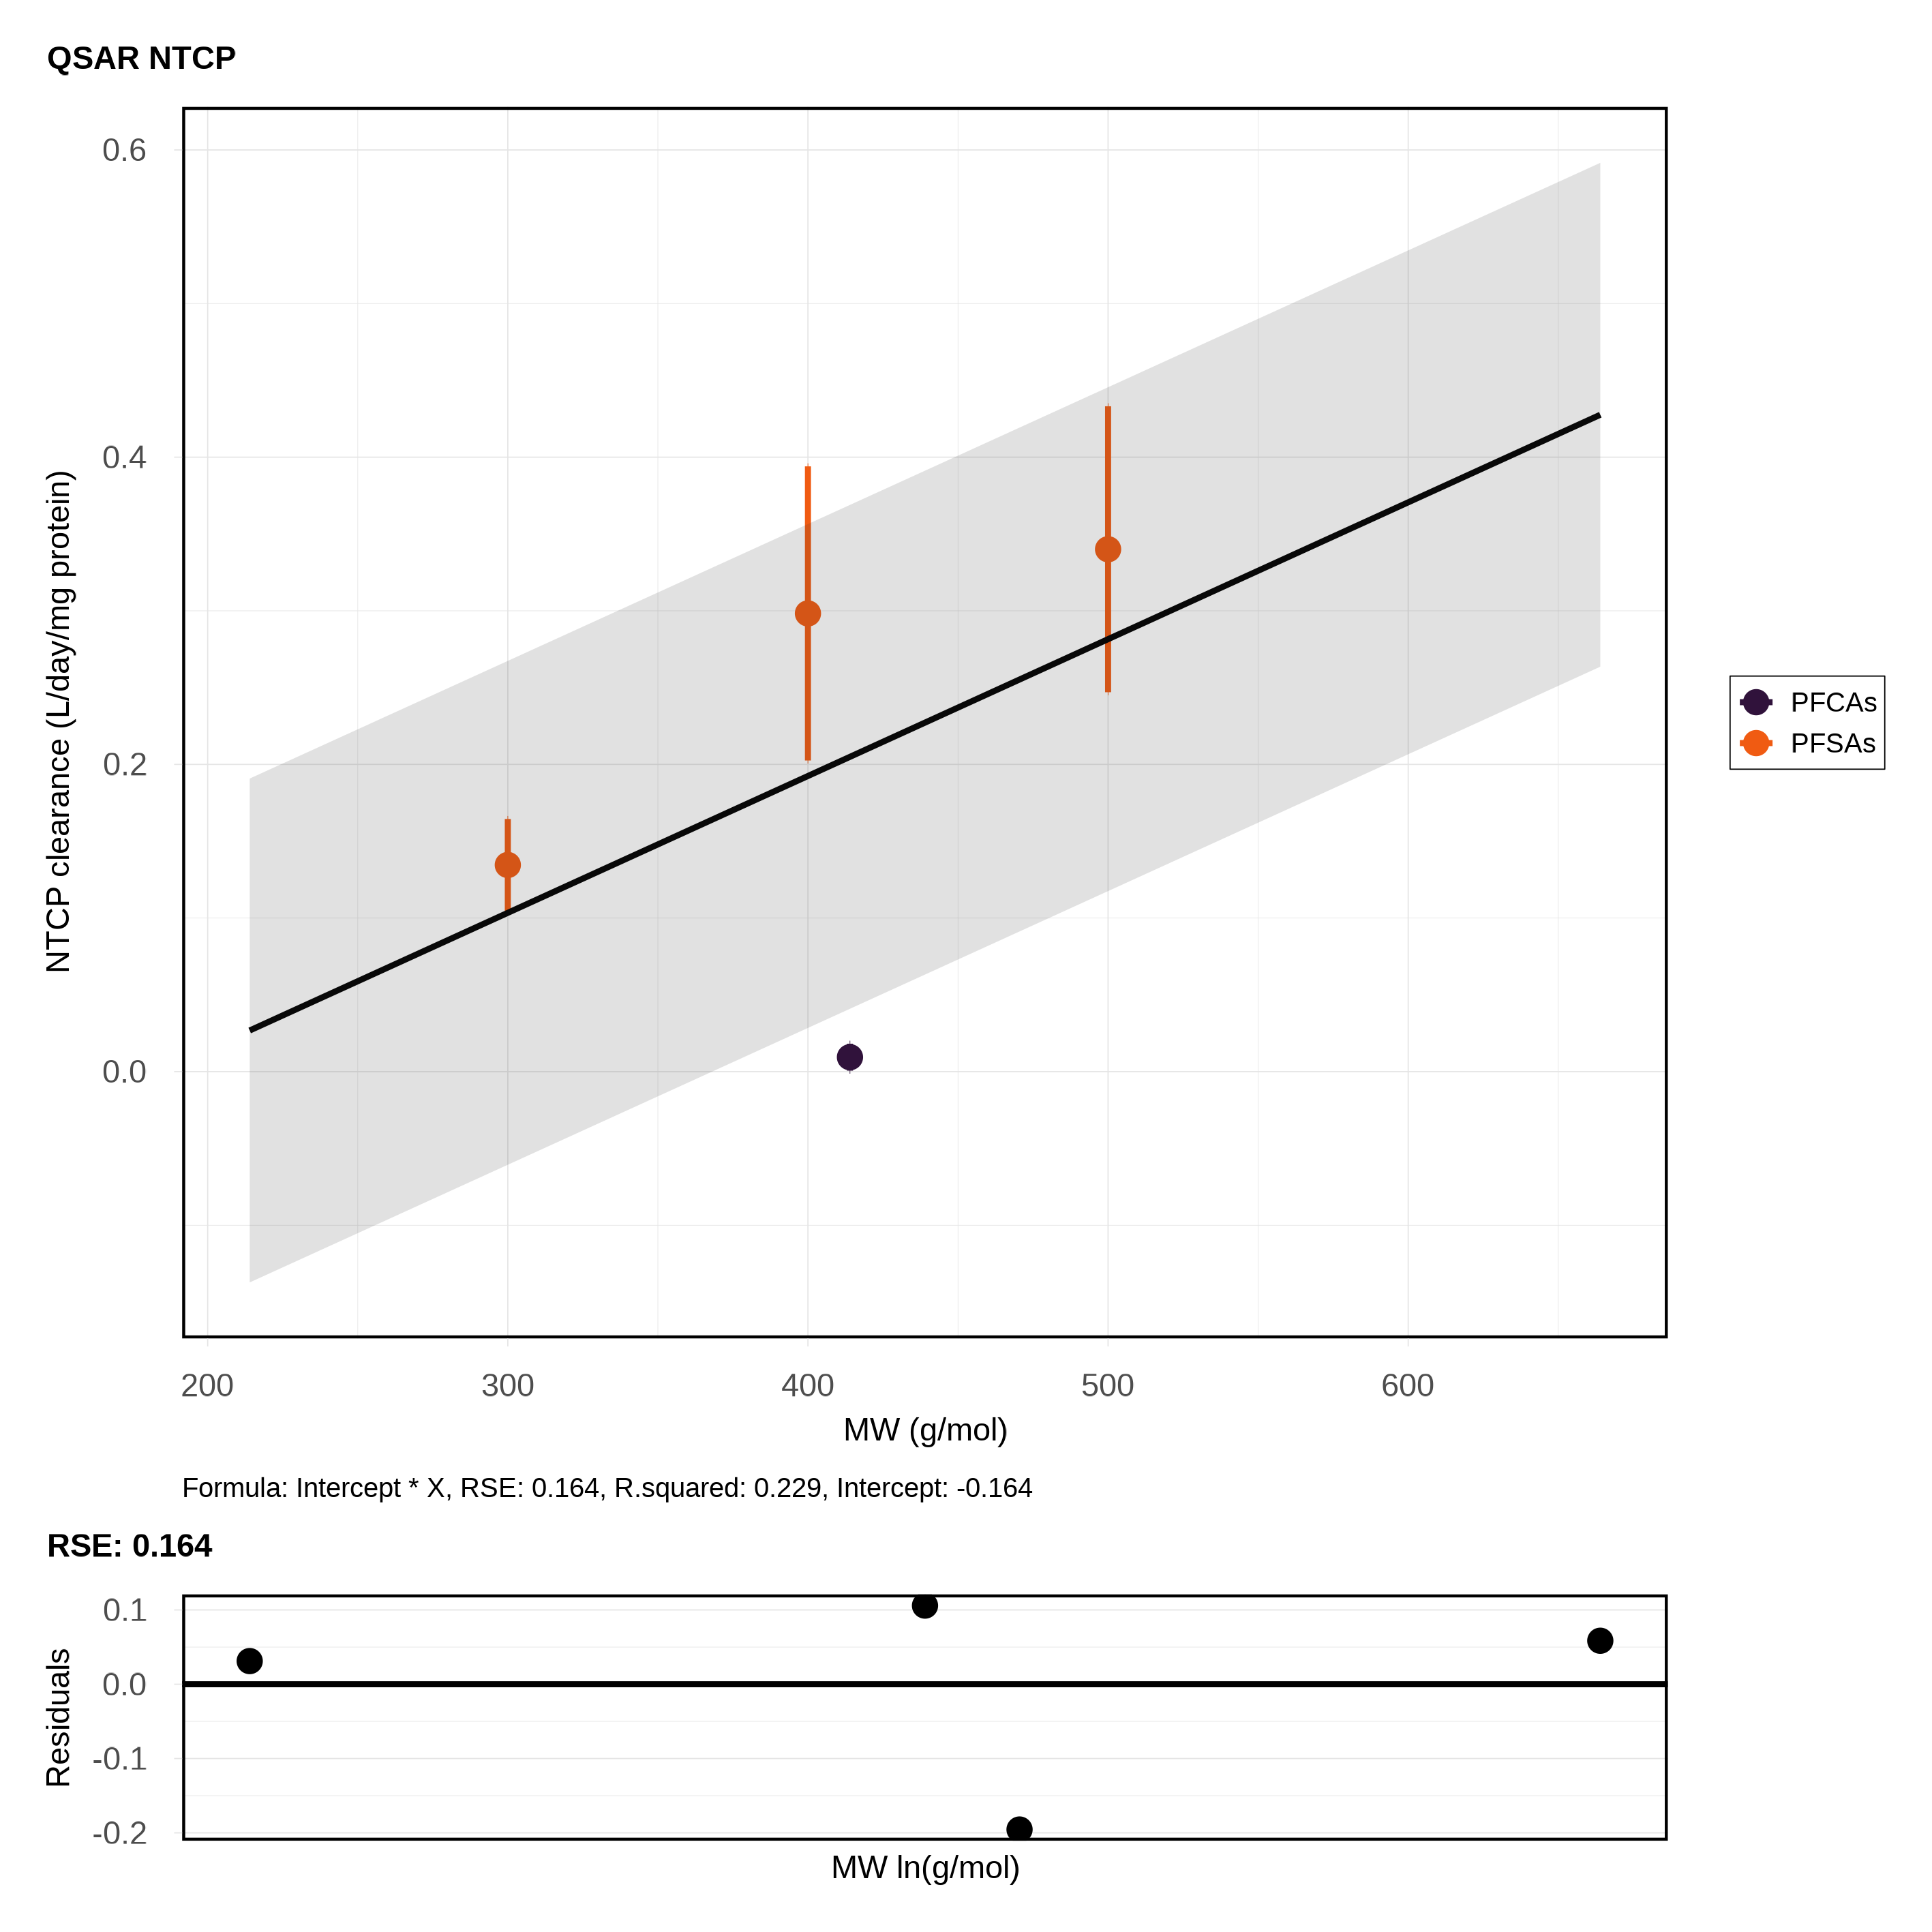 QSAR NTCP
0.6
0.4
0.2
0.0
NTCP clearance (L/day/mg protein)
200 300 400 500 600
MW (g/mol)
PFCAs
PFSAs
Formula: Intercept * X, RSE: 0.164, R.squared: 0.229, Intercept: -0.164
RSE: 0.164
0.1
0.0
-0.1
-0.2
Residuals
MW ln(g/mol)